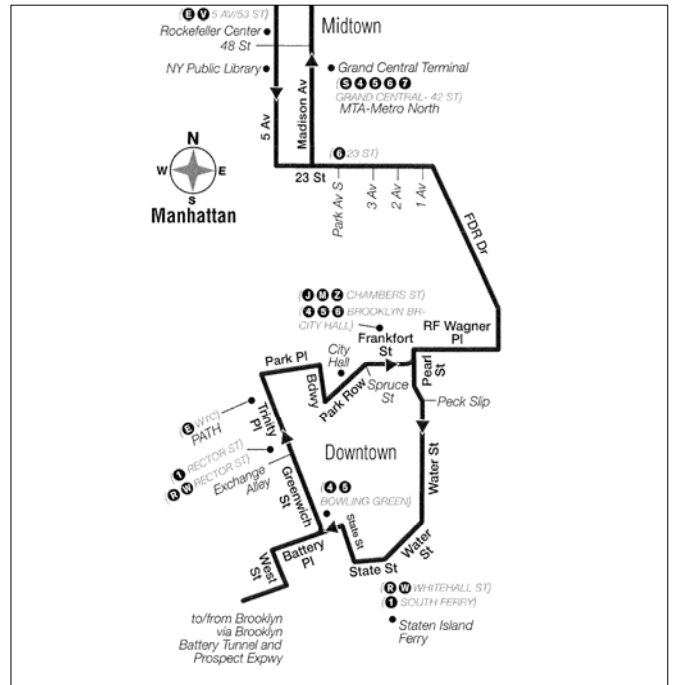 (E V 5 AV/53 ST)
Rockefeller Center
48 St
Midtown
NY Public Library
Grand Central Terminal
(S 4 5 6 7
GRAND CENTRAL- 42 ST)
MTA-Metro North
5 Av
Madison Av
(6 23 ST)
23 St
Park Av S
3 Av
2 Av
1 Av
FDR Dr
N
W E
S
Manhattan
(J M Z CHAMBERS ST)
(4 5 6 BROOKLYN BR-
CITY HALL)
Frankfort
St
RF Wagner
Pl
Park Pl
City
Hall
Bdwy
Park Row
Spruce
St
Pearl
St
Peck Slip
(E WTC)
PATH
Trinity
Pl
(1 RECTOR ST)
(R W RECTOR ST)
Exchange
Alley
Greenwich
St
Downtown
(4 5
BOWLING GREEN)
Water St
State St
Water
St
State St
Battery
Pl
West
St
(R W WHITEHALL ST)
(1 SOUTH FERRY)
Staten Island
Ferry
to/from Brooklyn
via Brooklyn
Battery Tunnel and
Prospect Expwy